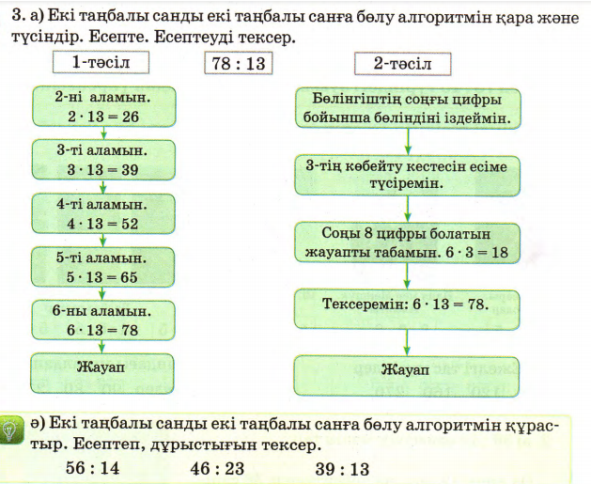 3. а) Екі таңбалы санды екі таңбалы санға бөлу алгоритмін қара және
түсіндір. Есепте. Есептеуді тексер.
1-тәсіл
78 : 13
2-тәсіл
2-ні аламын.
2 · 13 = 26
3-ті аламын.
3 · 13 = 39
4-ті аламын.
4 · 13 = 52
5-ті аламын.
5 · 13 = 65
6-ны аламын.
6 · 13 = 78
Жауап
Бөлінгіштің соңғы цифры
бойынша бөліндіні іздеймін.
3-тің көбейту кестесін есіме
түсіремін.
Соңы 8 цифры болатын
жауапты табамын. 6 · 3 = 18
Тексеремін: 6 · 13 = 78.
Жауап
ә) Екі таңбалы санды екі таңбалы санға бөлу алгоритмін құрас-
тыр. Есептеп, дұрыстығын тексер.
56 : 14 46 : 23 39 : 13